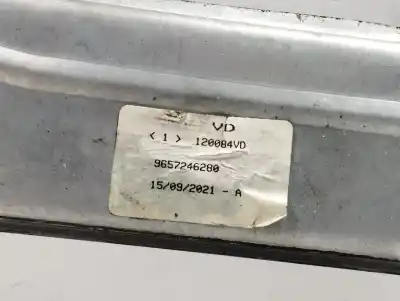 VD
< 1 > 120084VD
9657246280
15/09/2021 - A